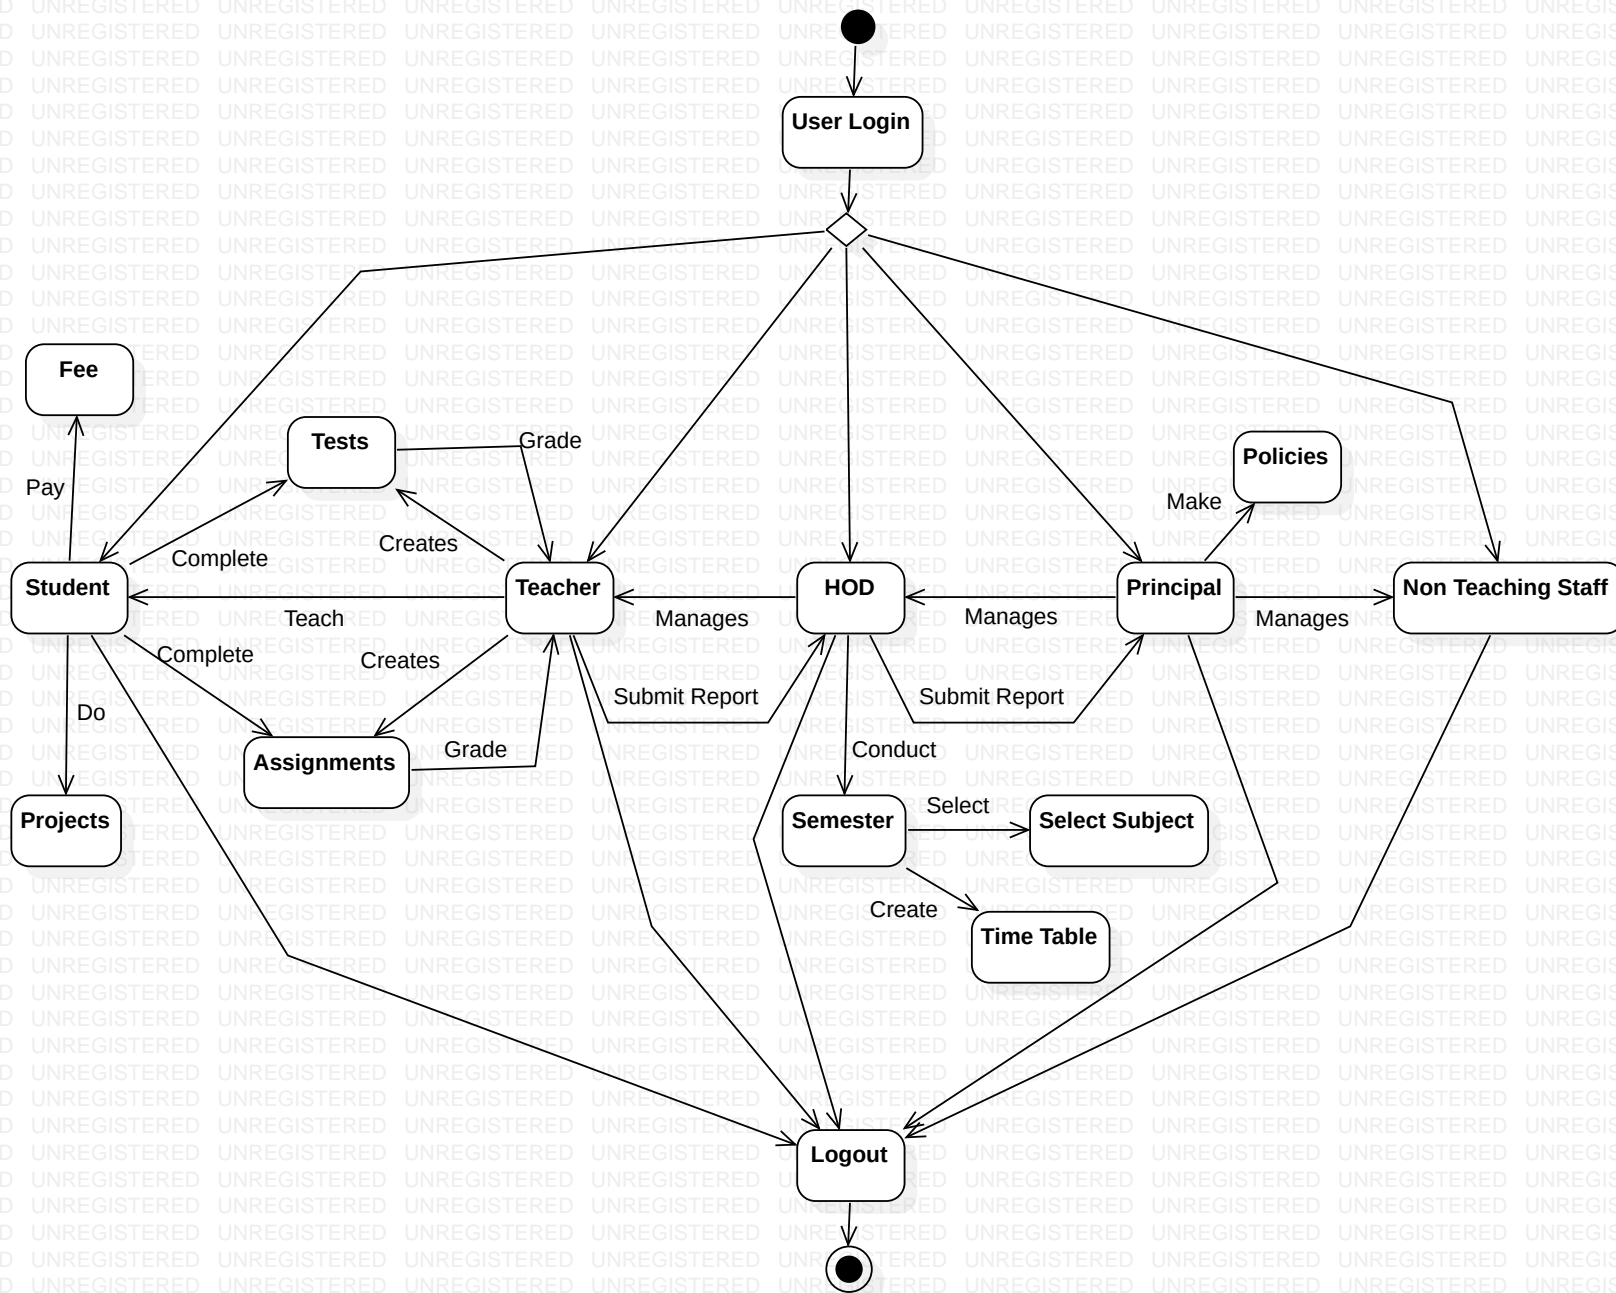 User Login
Fee
Tests
Grade
Policies
Pay
Make
Complete
Creates
Student
Teacher
HOD
Principal
Non Teaching Staff
Teach
Manages
Manages
Manages
Complete
Creates
Submit Report
Submit Report
Do
Assignments
Grade
Conduct
Projects
Semester
Select
Select Subject
Create
Time Table
Logout
UNREGISTERED